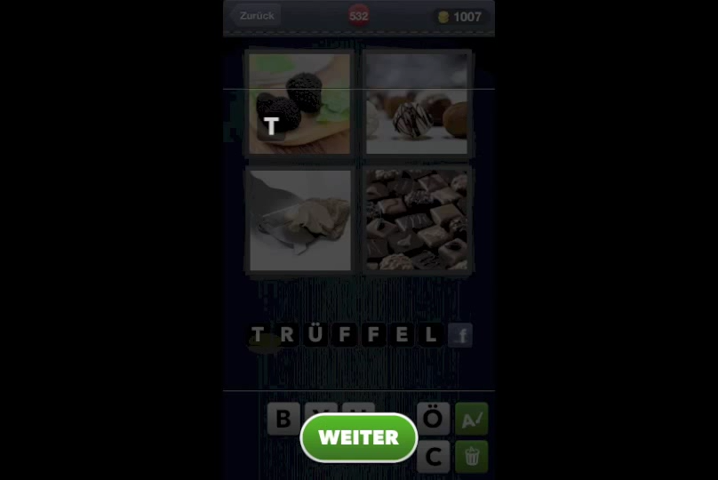 Zurück 532 1007
T
TRÜFFEL f
B Ö A
WEITER
C